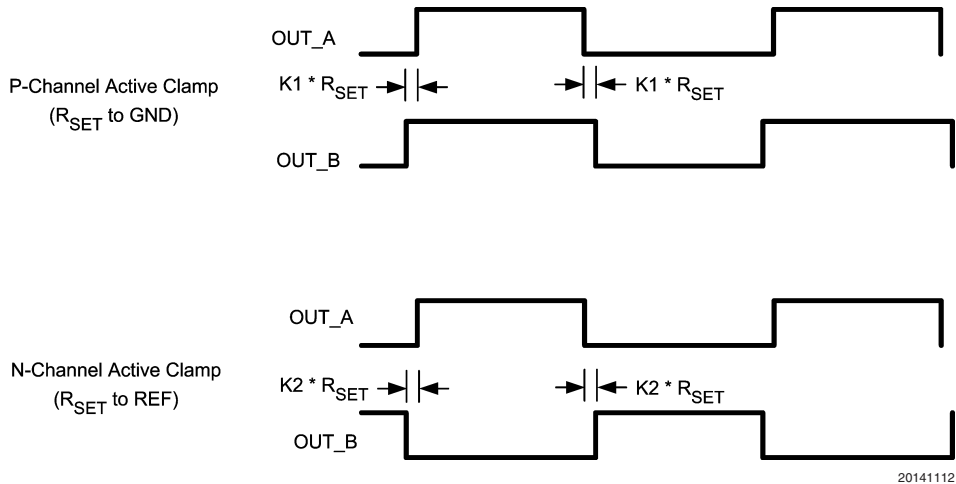 OUT_A
K1 * RSET K1 * RSET
P-Channel Active Clamp
(RSET to GND)
OUT_B
OUT_A
N-Channel Active Clamp
(RSET to REF)
K2 * RSET K2 * RSET
OUT_B
20141112